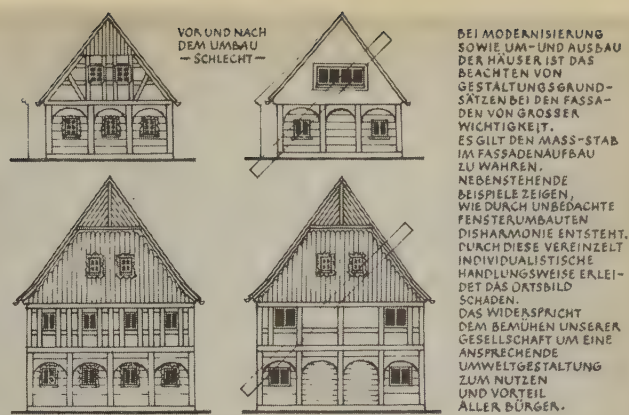 VOR UND NACH
DEM UMBAU
— SCHLECHT —
BEI MODERNISIERUNG
SOWIE UM- UND AUSBAU
DER HÄUSER IST DAS
BEACHTEN VON
GESTALTUNGSGRUND-
SÄTZEN BEI DEN FASSA-
DEN VON GROSSER
WICHTIGKEIT.
ES GILT DEN MASS-STAB
IM FASSADENAUFBAU
ZU WAHREN.
NEBENSTEHENDE
BEISPIELE ZEIGEN,
WIE DURCH UNBEDACHTE
FENSTERUMBAUTEN
DISHARMONIE ENTSTEHT.
DURCH DIESE VEREINZELT
INDIVIDUALISTISCHE
HANDLUNGSWEISE ERLEI-
DET DAS ORTSBILD
SCHADEN.
DAS WIDERSPRICHT
DEM BEMÜHEN UNSERER
GESELLSCHAFT UM EINE
ANSPRECHENDE
UMWELTGESTALTUNG
ZUM NUTZEN
UND VORTEIL
ALLER BÜRGER.